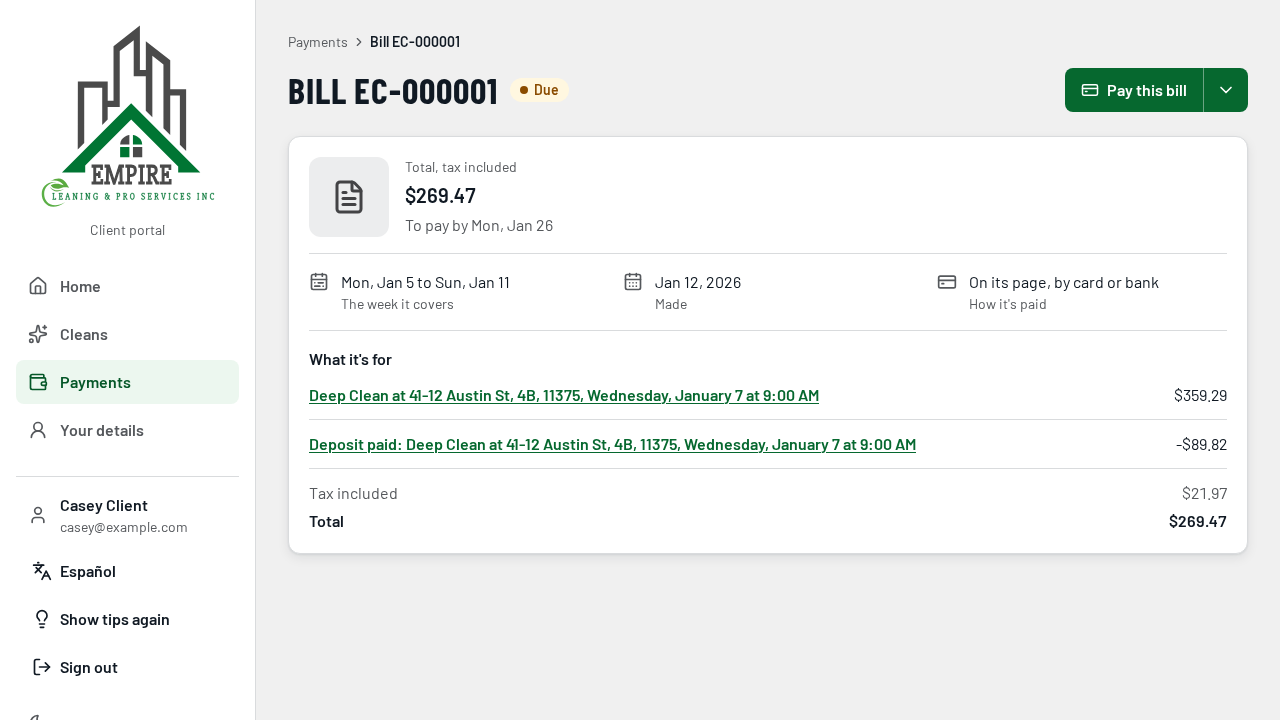 EMPIRE
CLEANING & PRO SERVICES INC
Client portal
Home
Cleans
Payments
Your details
Casey Client
casey@example.com
Español
Show tips again
Sign out
Payments > Bill EC-000001
BILL EC-000001
Due
Pay this bill
Total, tax included
$269.47
To pay by Mon, Jan 26
Mon, Jan 5 to Sun, Jan 11
The week it covers
Jan 12, 2026
Made
On its page, by card or bank
How it's paid
What it's for
Deep Clean at 41-12 Austin St, 4B, 11375, Wednesday, January 7 at 9:00 AM $359.29
Deposit paid: Deep Clean at 41-12 Austin St, 4B, 11375, Wednesday, January 7 at 9:00 AM -$89.82
Tax included $21.97
Total $269.47